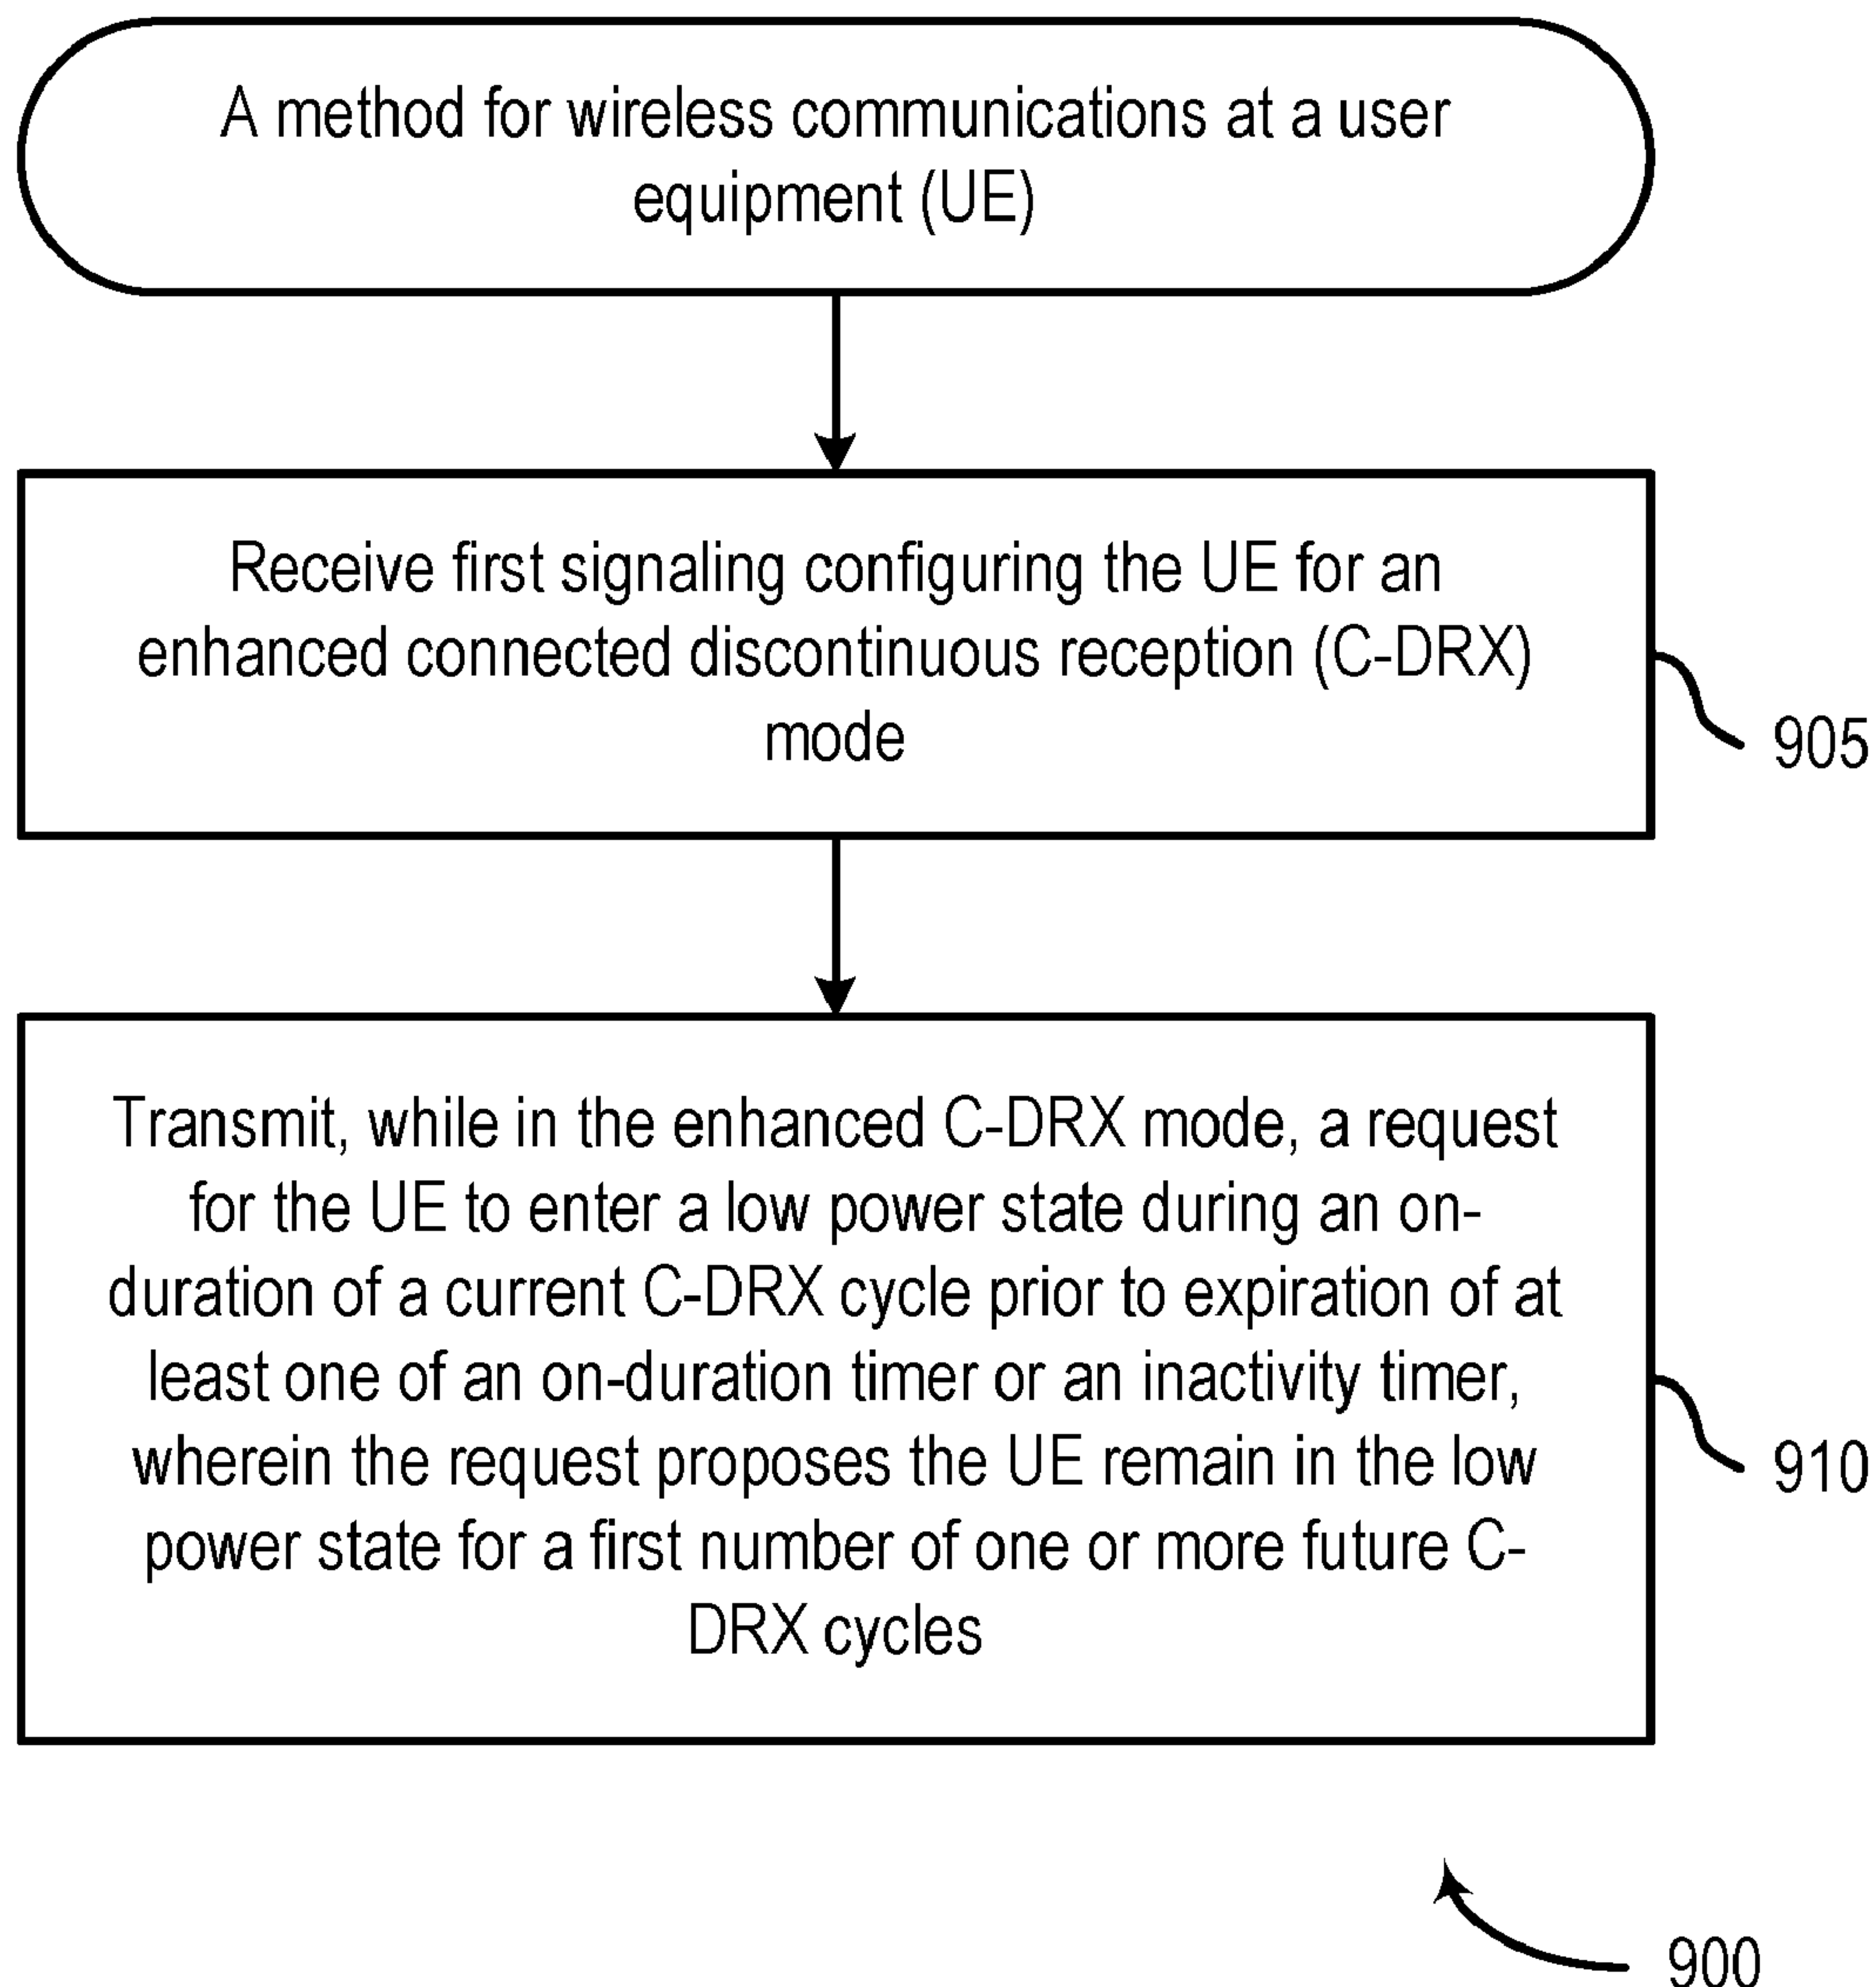 A method for wireless communications at a user
equipment (UE)
Receive first signaling configuring the UE for an
enhanced connected discontinuous reception (C-DRX)
mode
905
Transmit, while in the enhanced C-DRX mode, a request
for the UE to enter a low power state during an on-
duration of a current C-DRX cycle prior to expiration of at
least one of an on-duration timer or an inactivity timer,
wherein the request proposes the UE remain in the low
power state for a first number of one or more future C-
DRX cycles
910
900